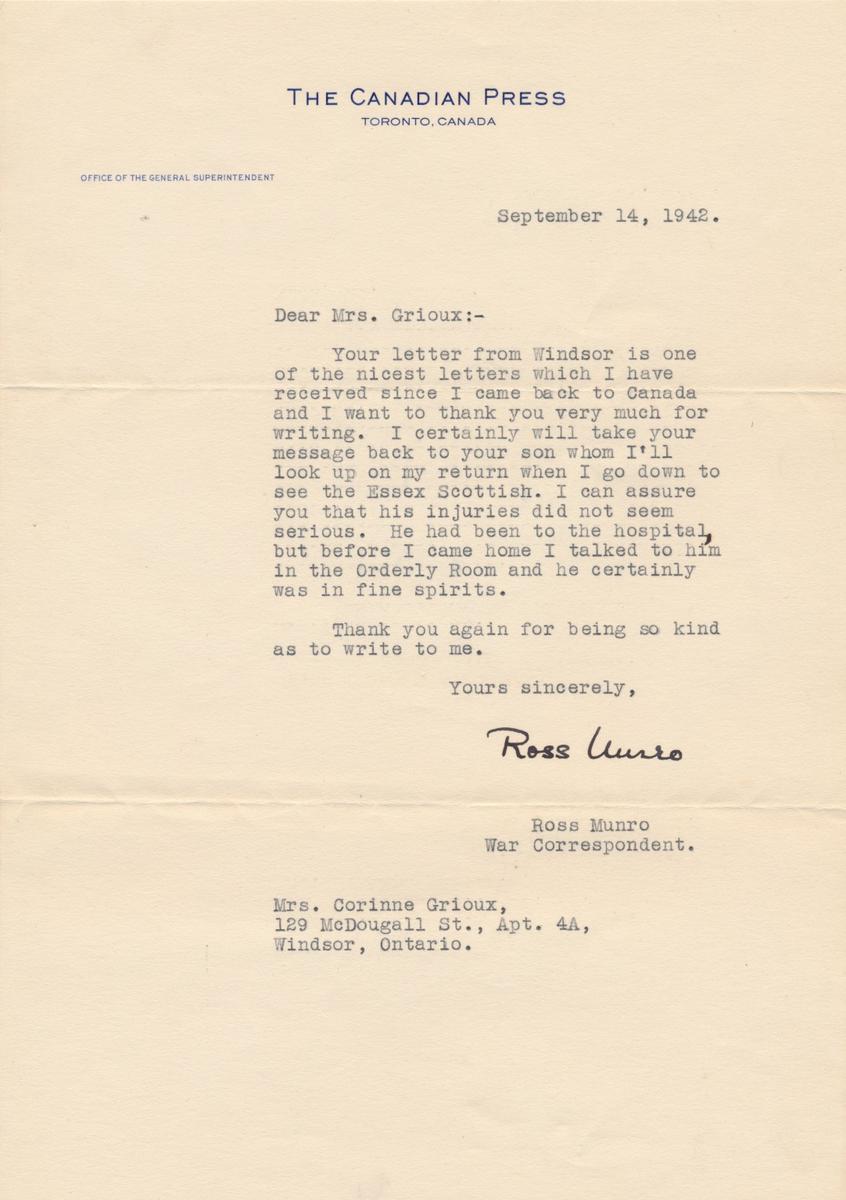 THE CANADIAN PRESS
TORONTO, CANADA
OFFICE OF THE GENERAL SUPERINTENDENT
September 14, 1942.
Dear Mrs. Grioux:-
Your letter from Windsor is one
of the nicest letters which I have
received since I came back to Canada
and I want to thank you very much for
writing. I certainly will take your
message back to your son whom I'll
look up on my return when I go down to
see the Essex Scottish. I can assure
you that his injuries did not seem
serious. He had been to the hospital,
but before I came home I talked to him
in the Orderly Room and he certainly
was in fine spirits.
Thank you again for being so kind
as to write to me.
Yours sincerely,
Ross Munro
Ross Munro
War Correspondent.
Mrs. Corinne Grioux,
129 McDougall St., Apt. 4A,
Windsor, Ontario.